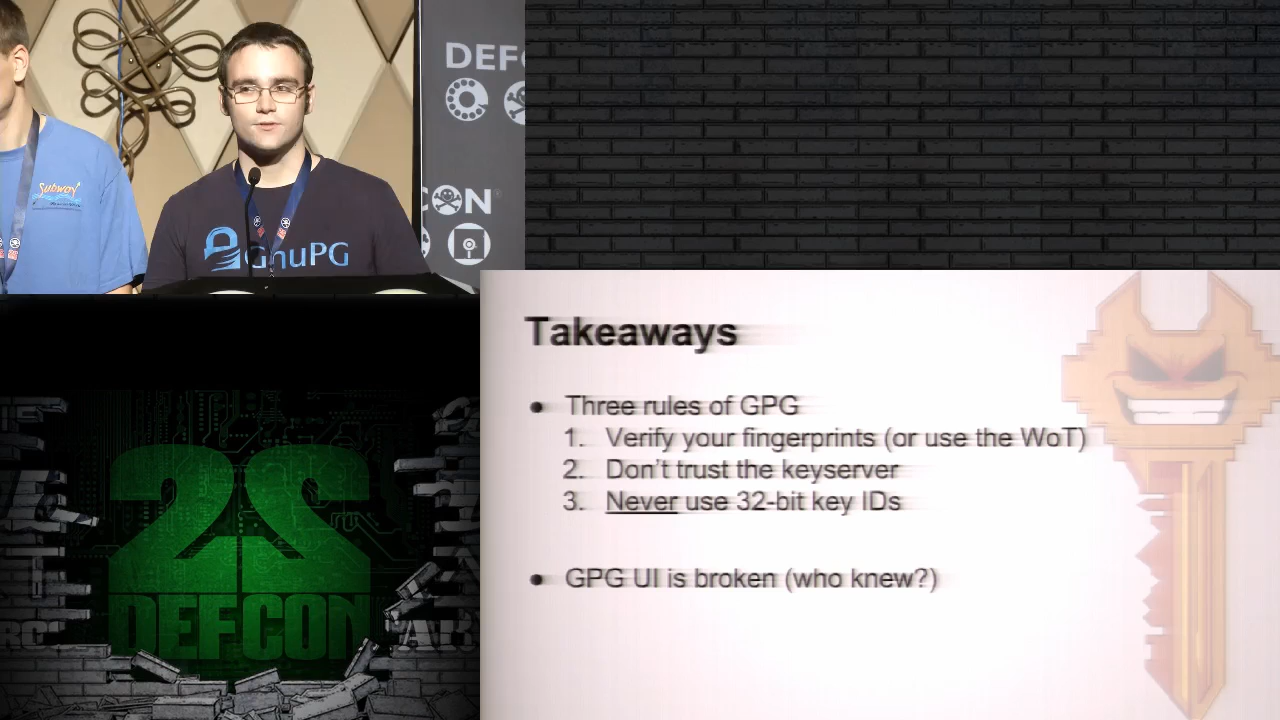 DEFC
CON
Subway
GnuPG
Takeaways
• Three rules of GPG
1. Verify your fingerprints (or use the WoT)
2. Don't trust the keyserver
3. Never use 32-bit key IDs
• GPG UI is broken (who knew?)
22
DEFCON